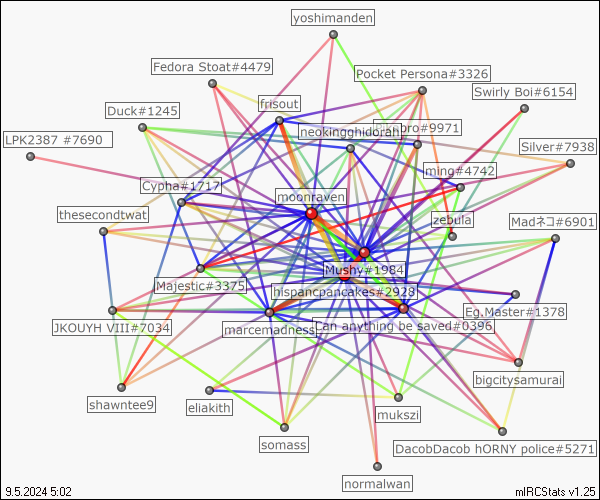 yoshimanden
Fedora Stoat#4479
Pocket Persona#3326
Swirly Boi#6154
frisout
Duck#1245
neokingghidorah
bro#9971
LPK2387 #7690
Silver#7938
ming#4742
Cypha#1717
moonraven
thesecondtwat
zebula
Madネコ#6901
Mushy#1984
Majestic#3375
hispancpancakes#2928
Eg.Master#1378
JKOUYH VIII#7034
marcemadness
can anything be saved#0396
bigcitysamurai
shawntee9
eliakith
mukszi
somass
DacobDacob hORNY police#5271
normalwan
9.5.2024 5:02
mIRCStats v1.25